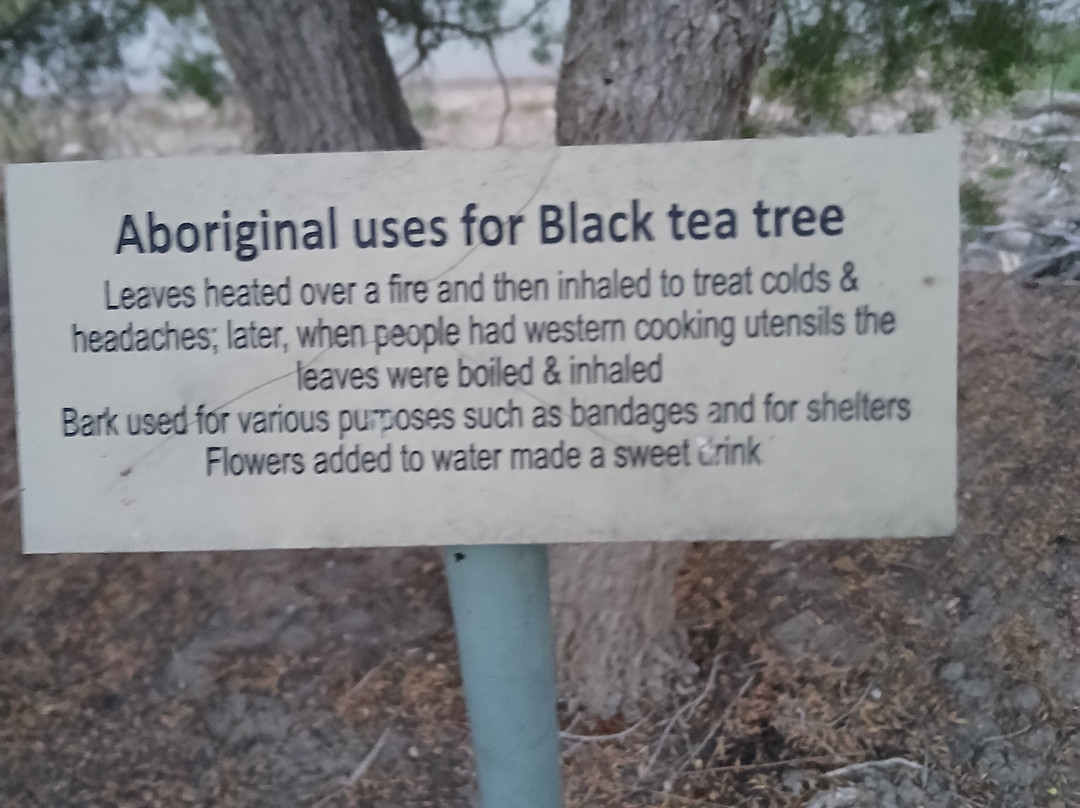 Aboriginal uses for Black tea tree
Leaves heated over a fire and then inhaled to treat colds &
headaches; later, when people had western cooking utensils the
leaves were boiled & inhaled
Bark used for various purposes such as bandages and for shelters
Flowers added to water made a sweet drink